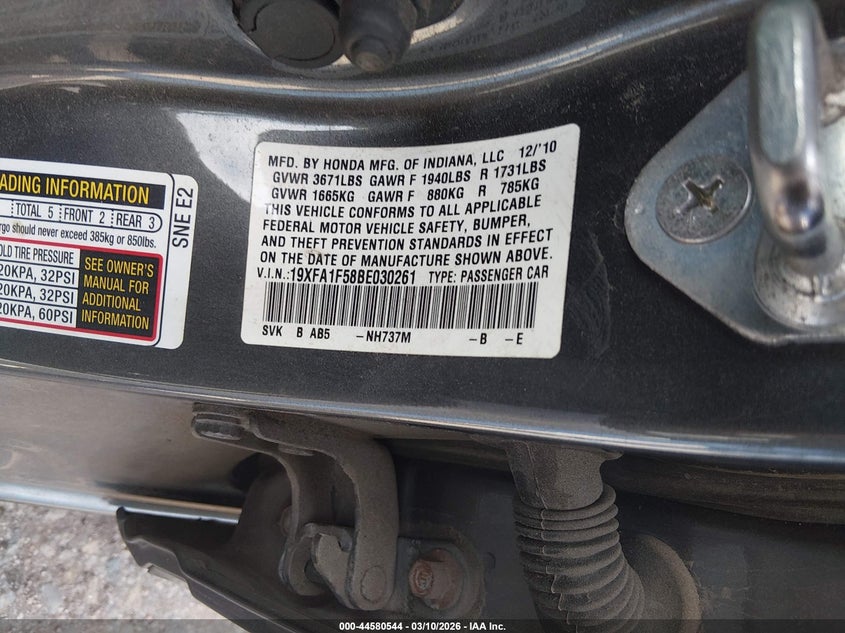 ADING INFORMATION
TOTAL 5 FRONT 2 REAR 3
rgo should never exceed 385kg or 850lbs.
OLD TIRE PRESSURE
20KPA, 32PSI
20KPA, 32PSI
20KPA, 60PSI
SEE OWNER'S
MANUAL FOR
ADDITIONAL
INFORMATION
SNE E2
MFD. BY HONDA MFG. OF INDIANA, LLC 12/'10
GVWR 3671LBS GAWR F 1940LBS R 1731LBS
GVWR 1665KG GAWR F 880KG R 785KG
THIS VEHICLE CONFORMS TO ALL APPLICABLE
FEDERAL MOTOR VEHICLE SAFETY, BUMPER,
AND THEFT PREVENTION STANDARDS IN EFFECT
ON THE DATE OF MANUFACTURE SHOWN ABOVE.
V.I.N.: 19XFA1F58BE030261 TYPE: PASSENGER CAR
SVK B AB5 -NH737M -B -E
000-44580544 — 03/10/2026 — IAA Inc.